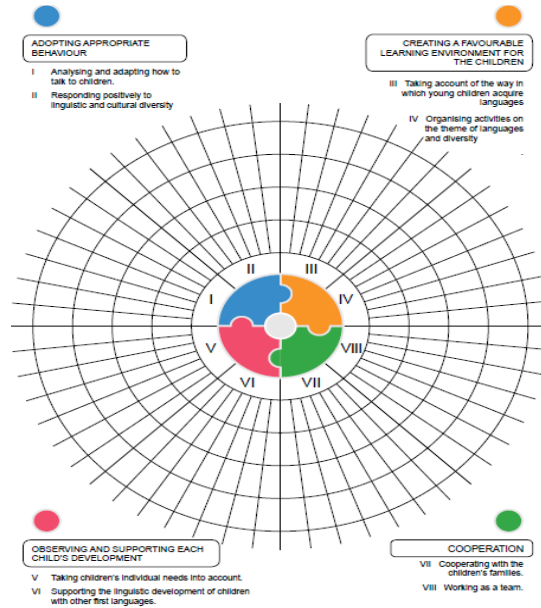 ADOPTING APPROPRIATE
BEHAVIOUR
I Analysing and adapting how to
talk to children.
II Responding positively to
linguistic and cultural diversity
CREATING A FAVOURABLE
LEARNING ENVIRONMENT FOR
THE CHILDREN
III Taking account of the way in
which young children acquire
languages
IV Organising activities on
the theme of languages
and diversity
II
III
I
IV
V
VIII
VI
VII
OBSERVING AND SUPPORTING EACH
CHILD'S DEVELOPMENT
V Taking children's individual needs into account.
VI Supporting the linguistic development of children
with other first languages.
COOPERATION
VII Cooperating with the
children's families.
VIII Working as a team.